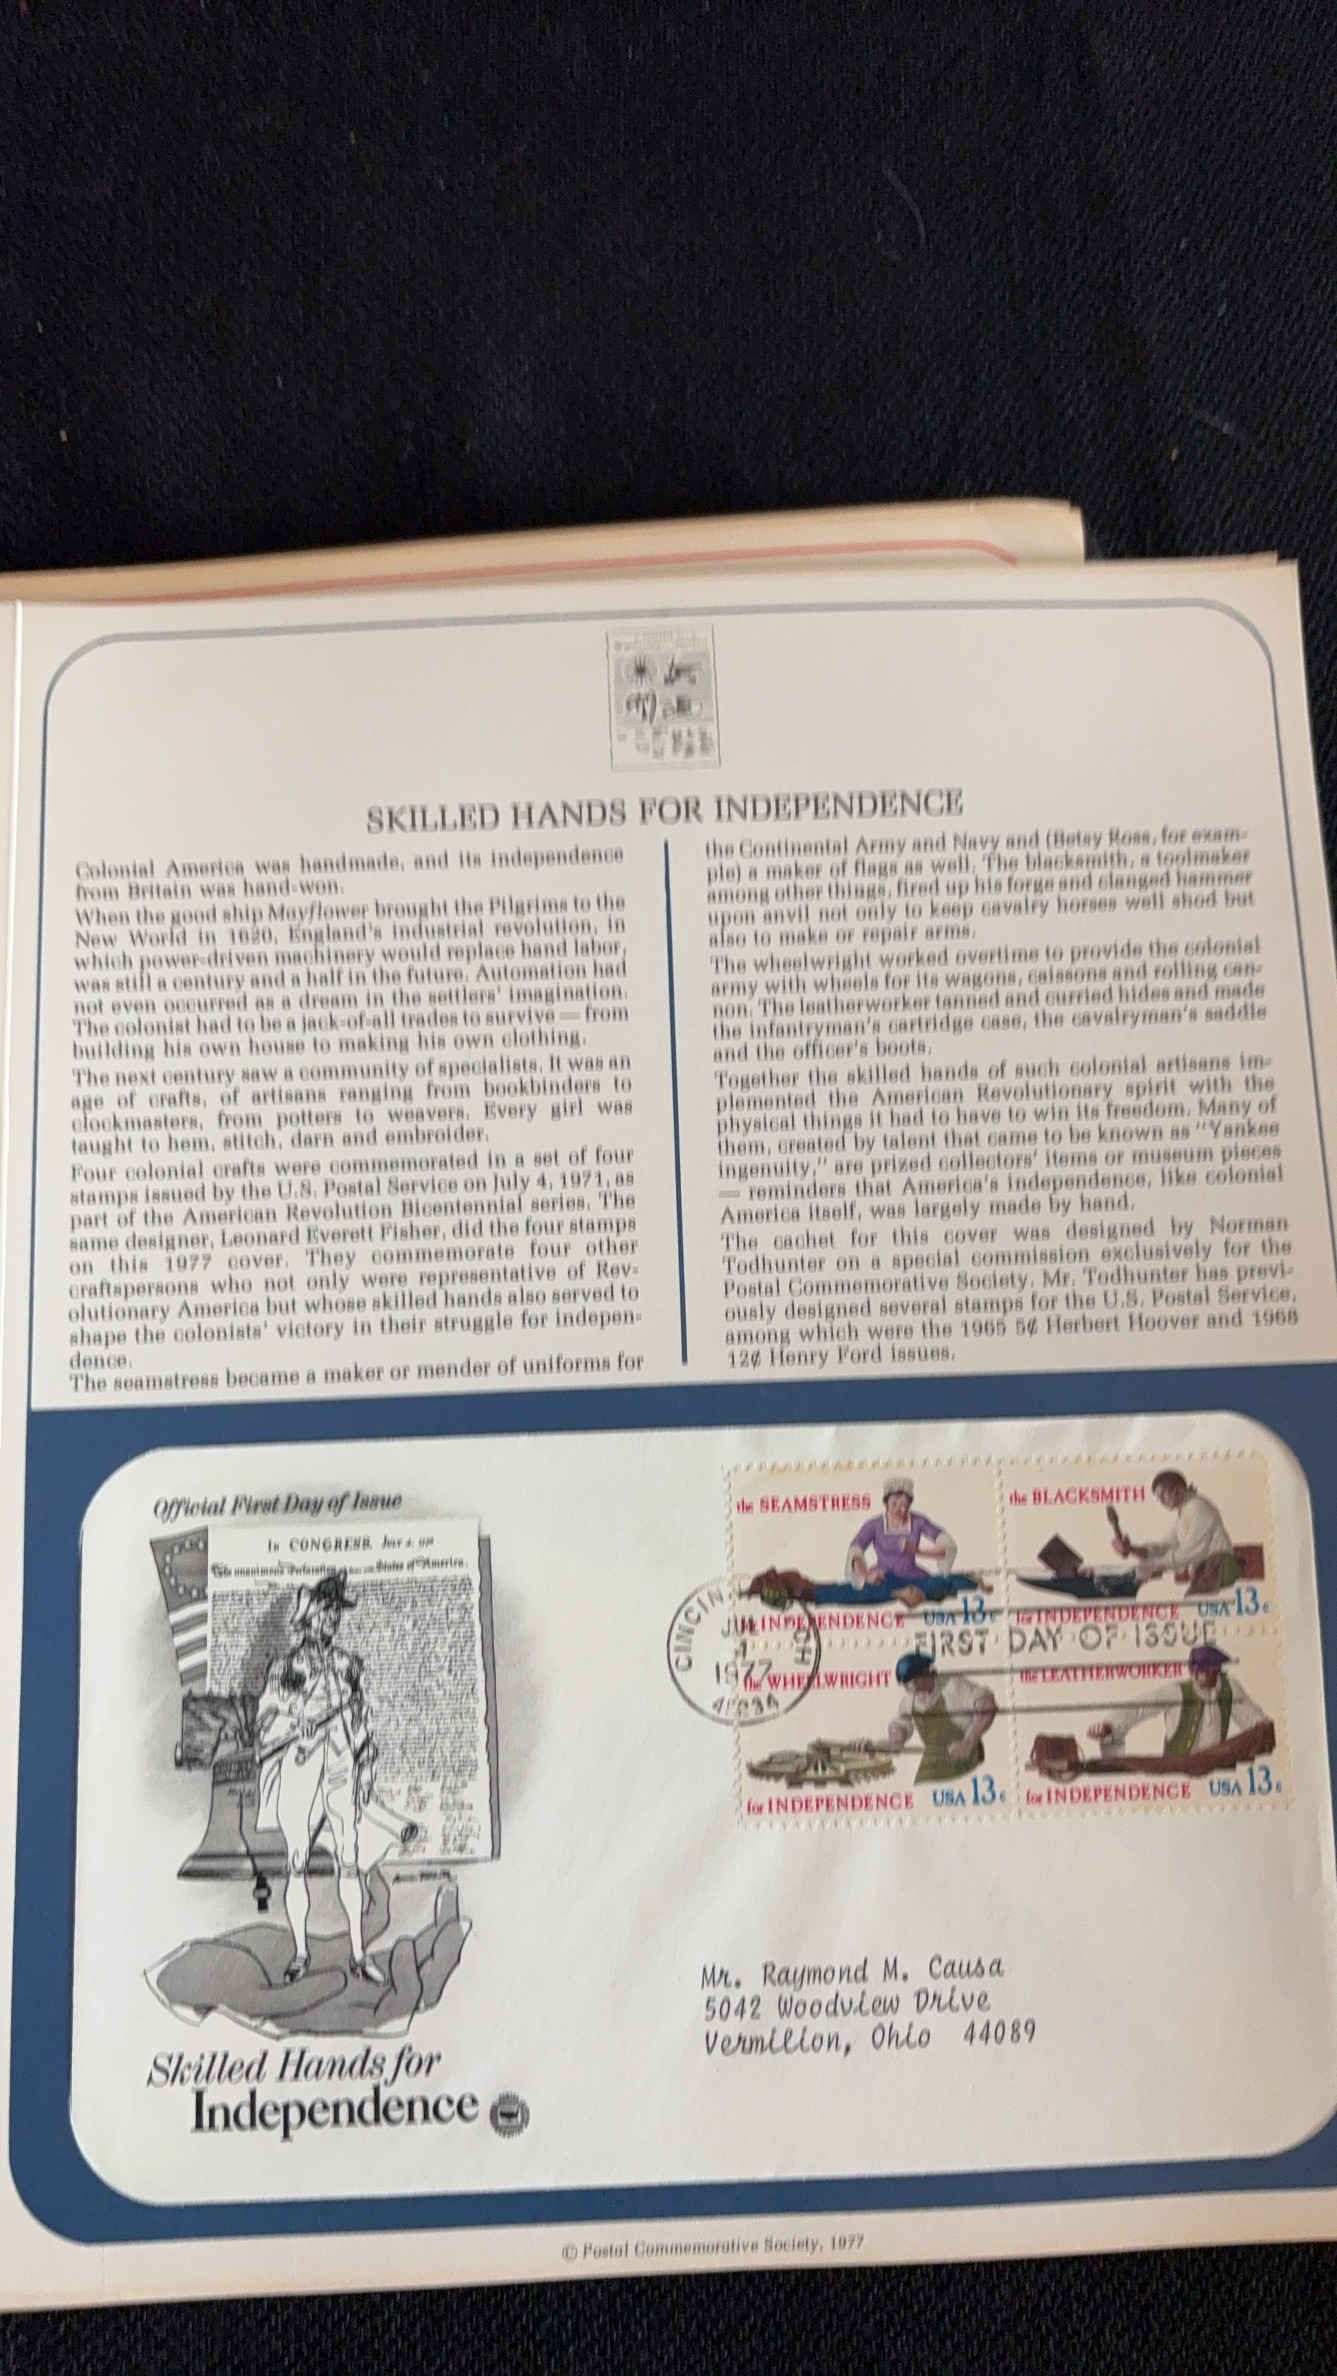 SKILLED HANDS FOR INDEPENDENCE
Colonial America was handmade, and its independence
from Britain was hand-won.
When the good ship Mayflower brought the Pilgrims to the
New World in 1620, England's industrial revolution, in
which power-driven machinery would replace hand labor,
was still a century and a half in the future. Automation had
not even occurred as a dream in the settlers' imagination.
The colonist had to be a jack-of-all trades to survive — from
building his own house to making his own clothing.
The next century saw a community of specialists. It was an
age of crafts, of artisans ranging from bookbinders to
clockmasters, from potters to weavers. Every girl was
taught to hem, stitch, darn and embroider.
Four colonial crafts were commemorated in a set of four
stamps issued by the U.S. Postal Service on July 4, 1971, as
part of the American Revolution Bicentennial series. The
same designer, Leonard Everett Fisher, did the four stamps
on this 1977 cover. They commemorate four other
craftspersons who not only were representative of Rev-
olutionary America but whose skilled hands also served to
shape the colonists' victory in their struggle for indepen-
dence.
The seamstress became a maker or mender of uniforms for
the Continental Army and Navy and (Betsy Ross, for exam-
ple) a maker of flags as well. The blacksmith, a toolmaker
among other things, fired up his forge and clanged hammer
upon anvil not only to keep cavalry horses well shod but
also to make or repair arms.
The wheelwright worked overtime to provide the colonial
army with wheels for its wagons, caissons and rolling can-
non. The leatherworker tanned and curried hides and made
the infantryman's cartridge case, the cavalryman's saddle
and the officer's boots.
Together the skilled hands of such colonial artisans im-
plemented the American Revolutionary spirit with the
physical things it had to have to win its freedom. Many of
them, created by talent that came to be known as "Yankee
ingenuity," are prized collectors' items or museum pieces
— reminders that America's independence, like colonial
America itself, was largely made by hand.
The cachet for this cover was designed by Norman
Todhunter on a special commission exclusively for the
Postal Commemorative Society. Mr. Todhunter has previ-
ously designed several stamps for the U.S. Postal Service,
among which were the 1965 5¢ Herbert Hoover and 1968
12¢ Henry Ford issues.
Official First Day of Issue
In CONGRESS, July 4, 1776
States of America
the SEAMSTRESS
for INDEPENDENCE USA 13c
the BLACKSMITH
for INDEPENDENCE USA 13c
CINCIN OH
JUL
4
1977
FIRST DAY OF ISSUE
the WHEELWRIGHT
for INDEPENDENCE USA 13c
the LEATHERWORKER
for INDEPENDENCE USA 13c
Mr. Raymond M. Causa
5042 Woodview Drive
Vermilion, Ohio 44089
Skilled Hands for
Independence
© Postal Commemorative Society, 1977